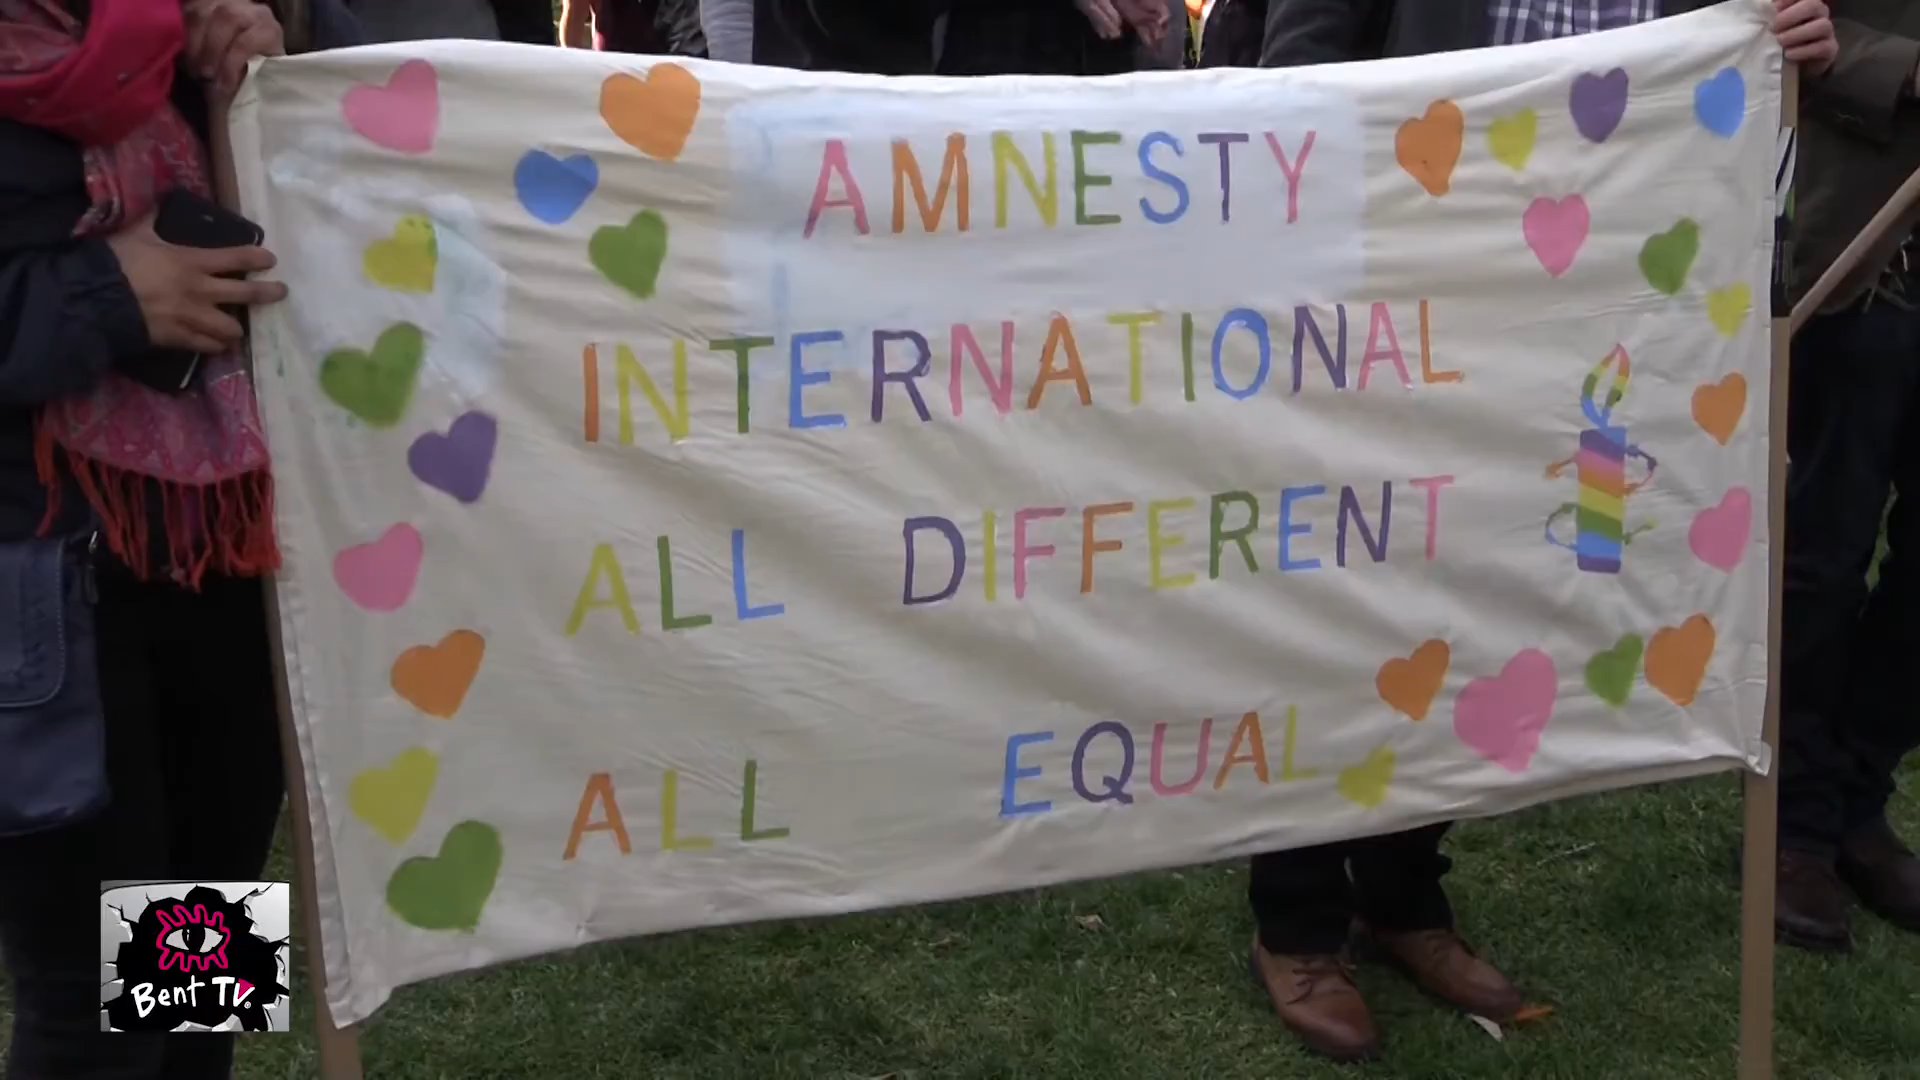 AMNESTY
INTERNATIONAL
ALL DIFFERENT
ALL EQUAL
Bent TV.